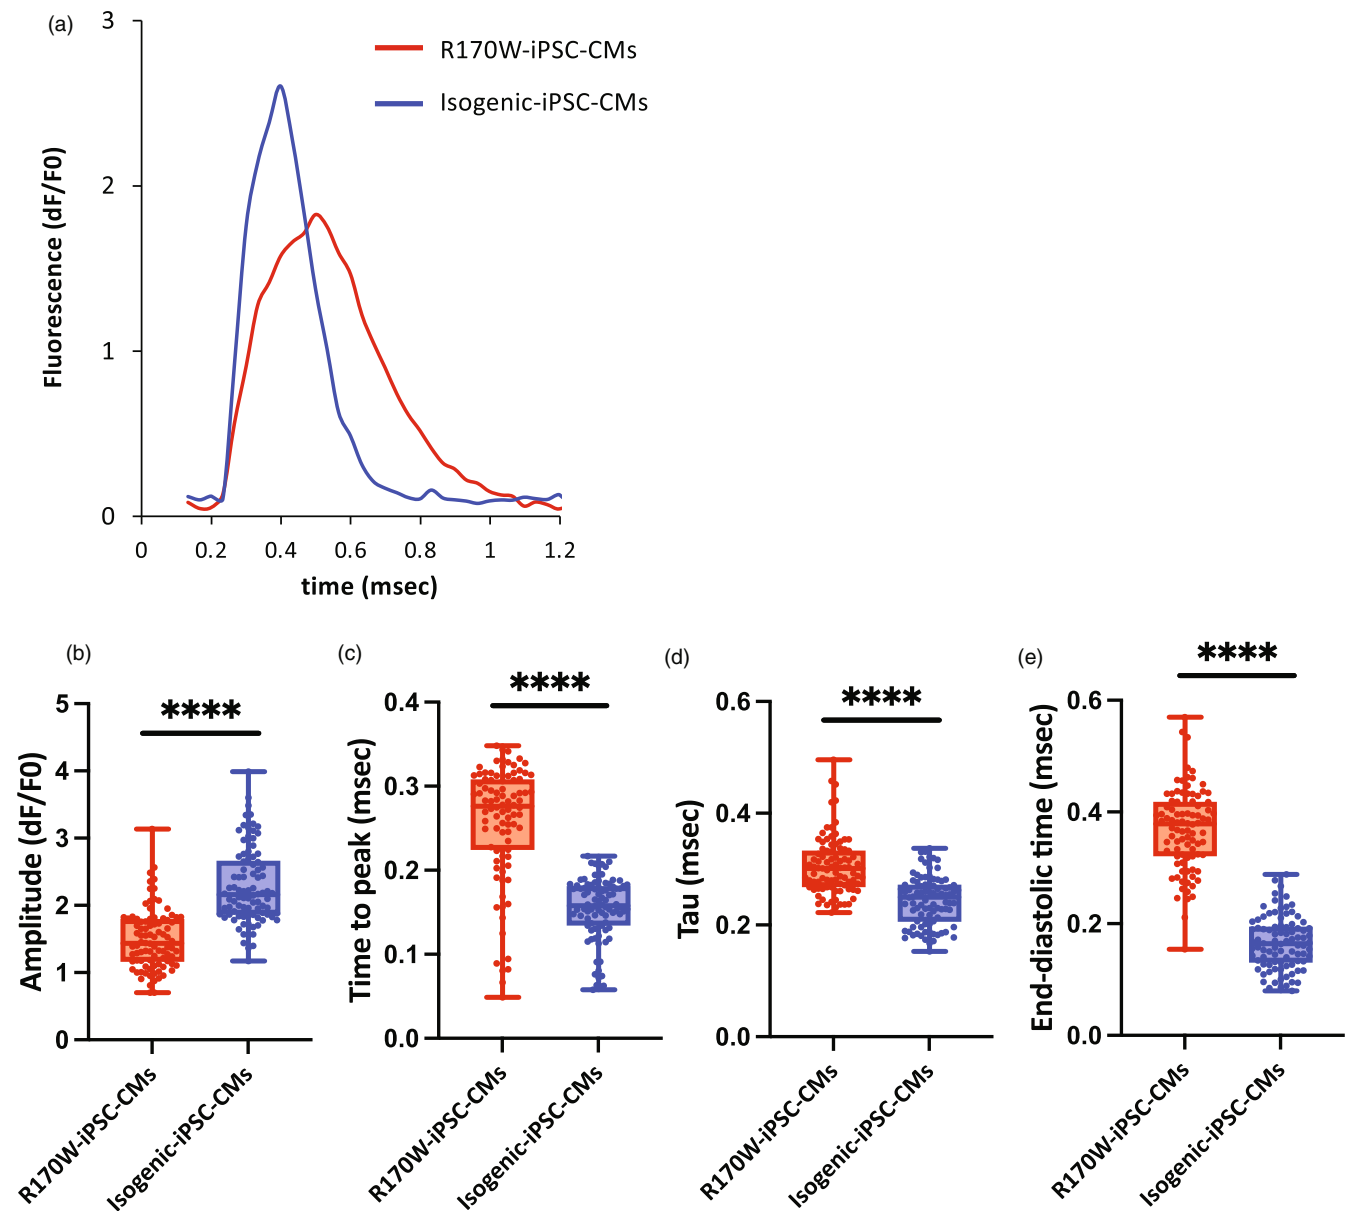 (a)
3
2
1
0
Fluorescence (dF/F0)
R170W-iPSC-CMs
Isogenic-iPSC-CMs
0 0.2 0.4 0.6 0.8 1 1.2
time (msec)
(b)
****
5
4
3
2
1
0
Amplitude (dF/F0)
R170W-iPSC-CMs
Isogenic-iPSC-CMs
(c)
****
0.4
0.3
0.2
0.1
0.0
Time to peak (msec)
R170W-iPSC-CMs
Isogenic-iPSC-CMs
(d)
****
0.6
0.4
0.2
0.0
Tau (msec)
R170W-iPSC-CMs
Isogenic-iPSC-CMs
(e)
****
0.6
0.4
0.2
0.0
End-diastolic time (msec)
R170W-iPSC-CMs
Isogenic-iPSC-CMs